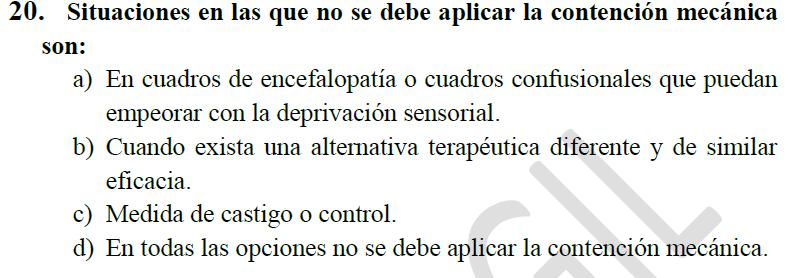 20. Situaciones en las que no se debe aplicar la contención mecánica
son:
a) En cuadros de encefalopatía o cuadros confusionales que puedan
empeorar con la deprivación sensorial.
b) Cuando exista una alternativa terapéutica diferente y de similar
eficacia.
c) Medida de castigo o control.
d) En todas las opciones no se debe aplicar la contención mecánica.
GIL